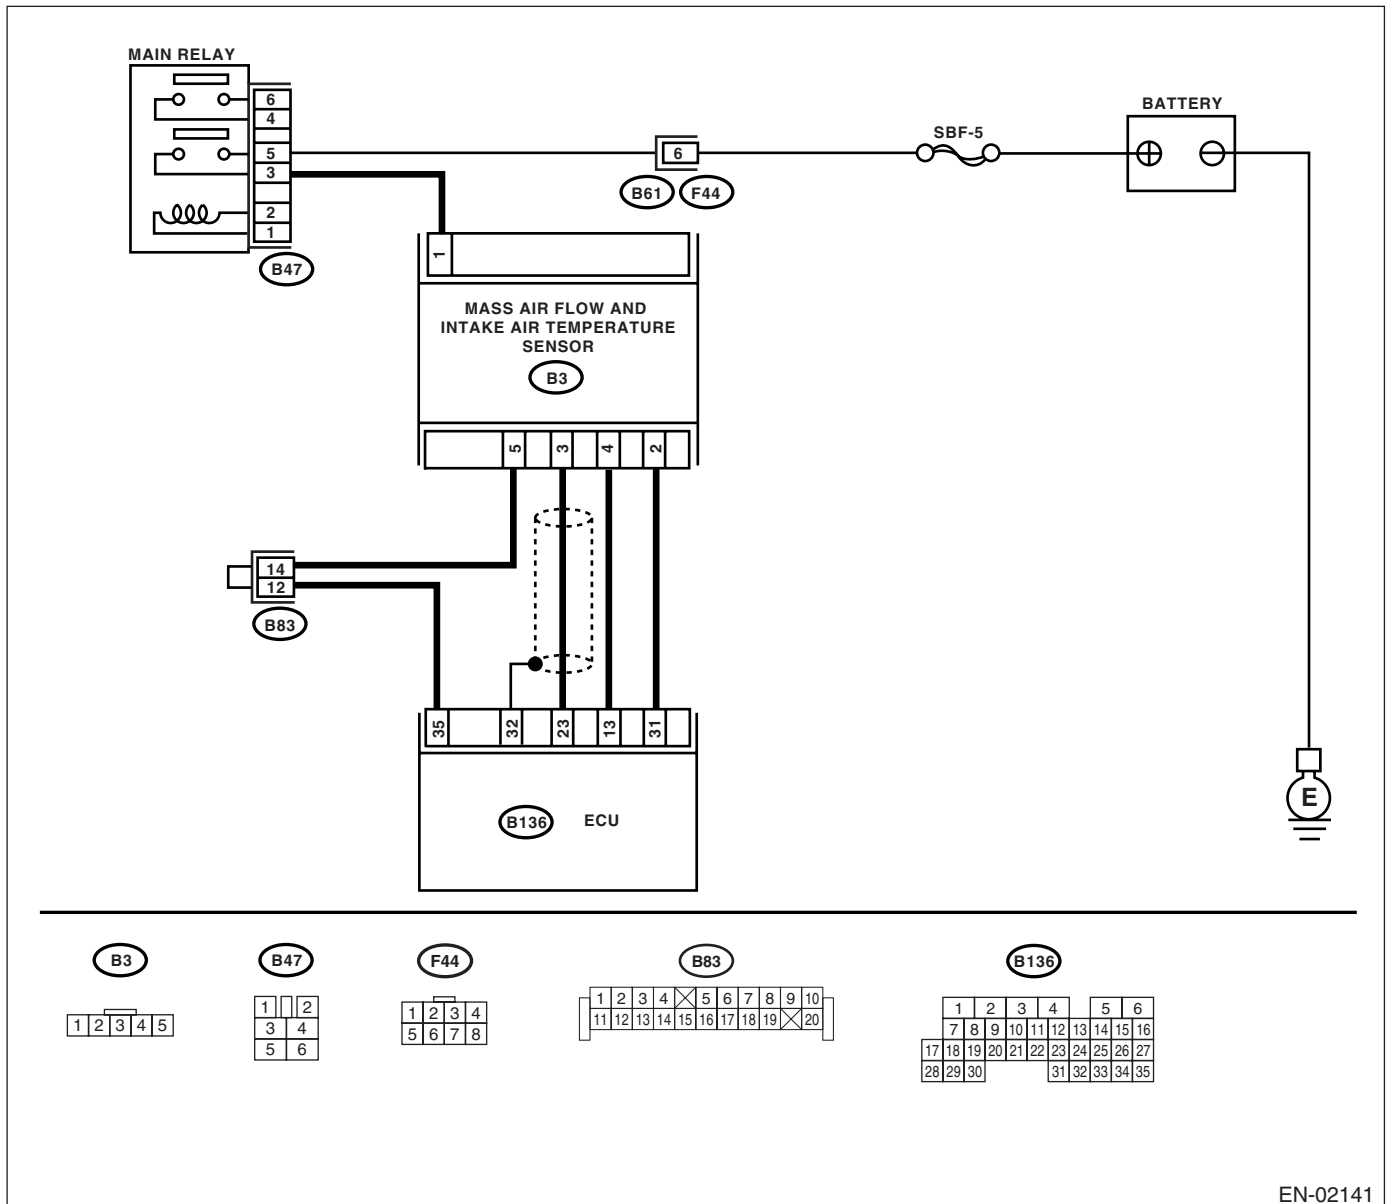 MAIN RELAY
6
4
5
3
2
1
B47
6
B61 F44
SBF-5
BATTERY
1
MASS AIR FLOW AND
INTAKE AIR TEMPERATURE
SENSOR
B3
5 3 4 2
14
12
B83
35 32 23 13 31
B136 ECU
E
B3 B47 F44 B83 B136
1 2 3 4 5
1 2
3 4
5 6
1 2 3 4
5 6 7 8
1 2 3 4 5 6 7 8 9 10
11 12 13 14 15 16 17 18 19 20
1 2 3 4 5 6
7 8 9 10 11 12 13 14 15 16
17 18 19 20 21 22 23 24 25 26 27
28 29 30 31 32 33 34 35
EN-02141